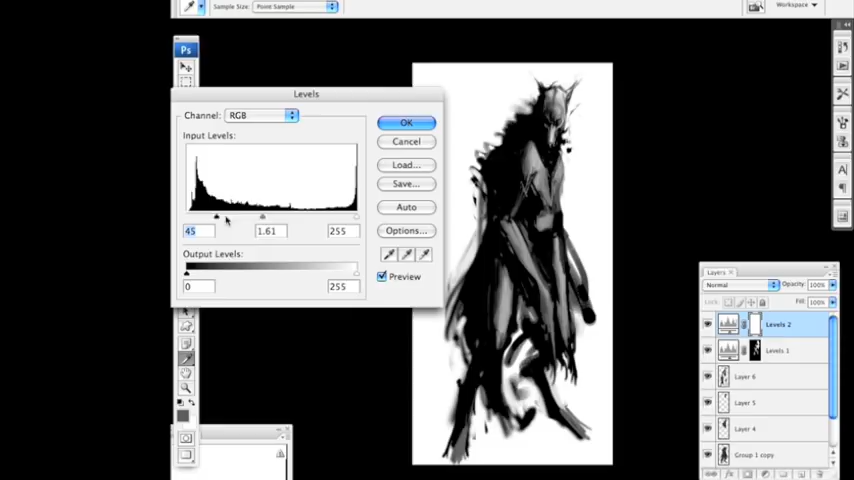 Sample Size: Point Sample
Workspace
Ps
Levels
Channel: RGB
OK
Input Levels:
Cancel
Load...
Save...
Auto
45 1.61 255
Options...
Output Levels:
Preview
0 255
Layers
Normal Opacity: 100%
Lock: Fill: 100%
Levels 2
Levels 1
Layer 6
Layer 5
Layer 4
Group 1 copy
A